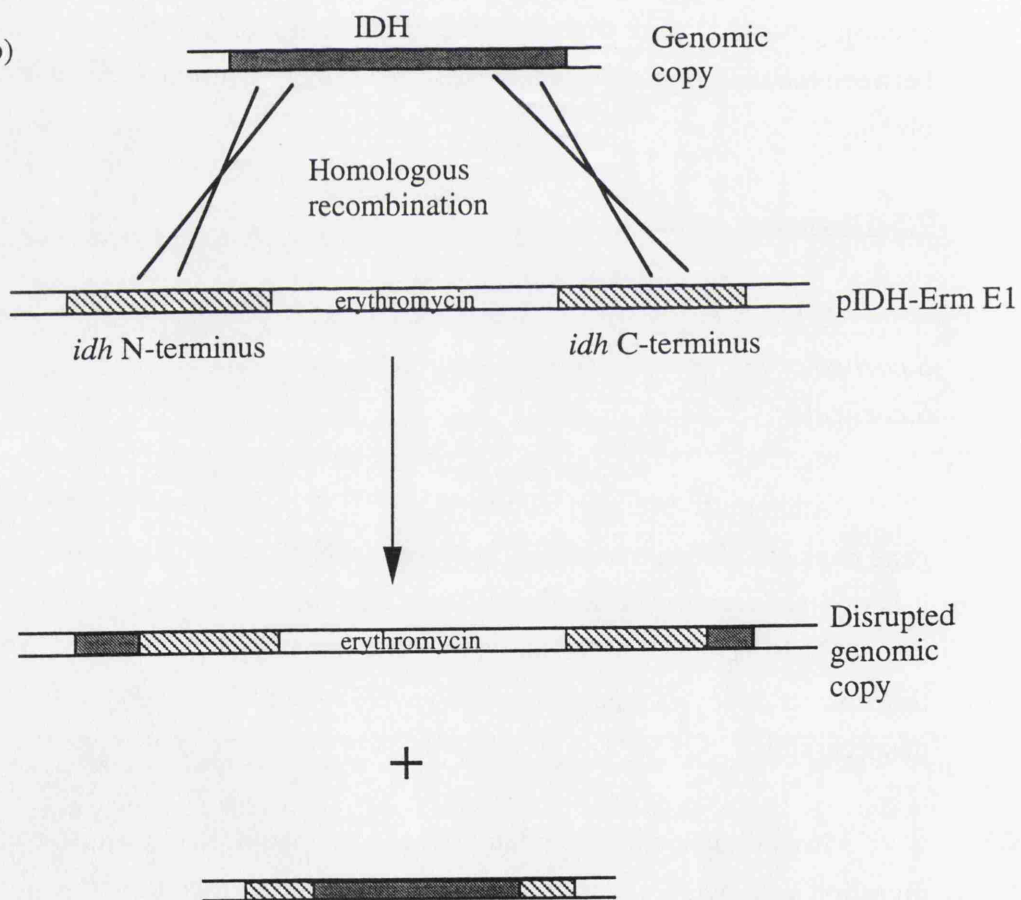 b)
IDH
Genomic
copy
Homologous
recombination
erythromycin
pIDH-Erm E1
idh N-terminus
idh C-terminus
erythromycin
Disrupted
genomic
copy
+